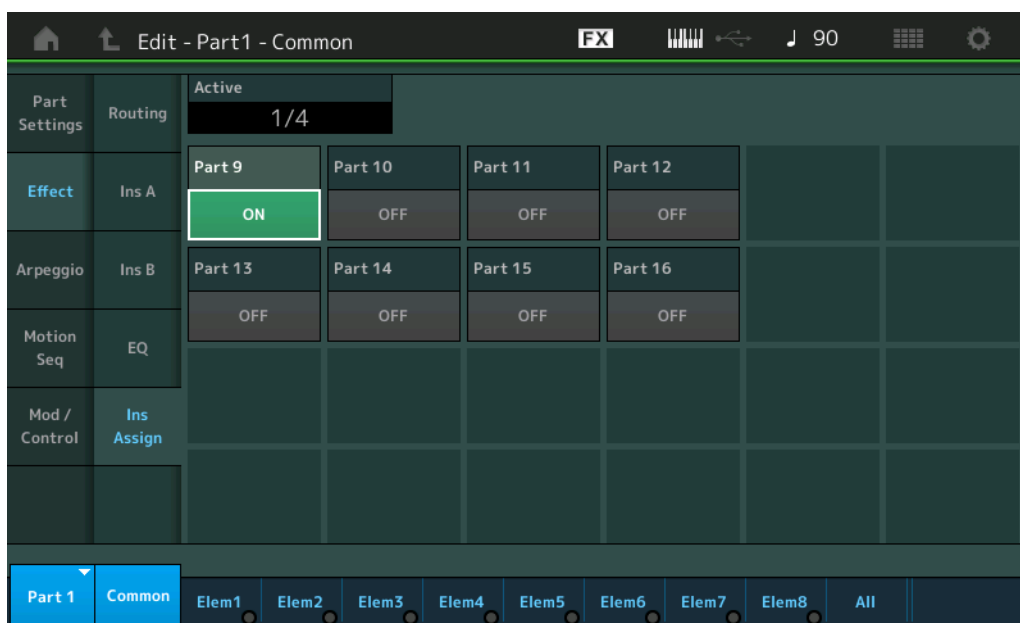 Edit - Part1 - Common
FX
90
Part
Settings
Routing
Active
1/4
Effect
Ins A
Part 9
Part 10
Part 11
Part 12
ON
OFF
OFF
OFF
Arpeggio
Ins B
Part 13
Part 14
Part 15
Part 16
OFF
OFF
OFF
OFF
Motion
Seq
EQ
Mod /
Control
Ins
Assign
Part 1
Common
Elem1
Elem2
Elem3
Elem4
Elem5
Elem6
Elem7
Elem8
All